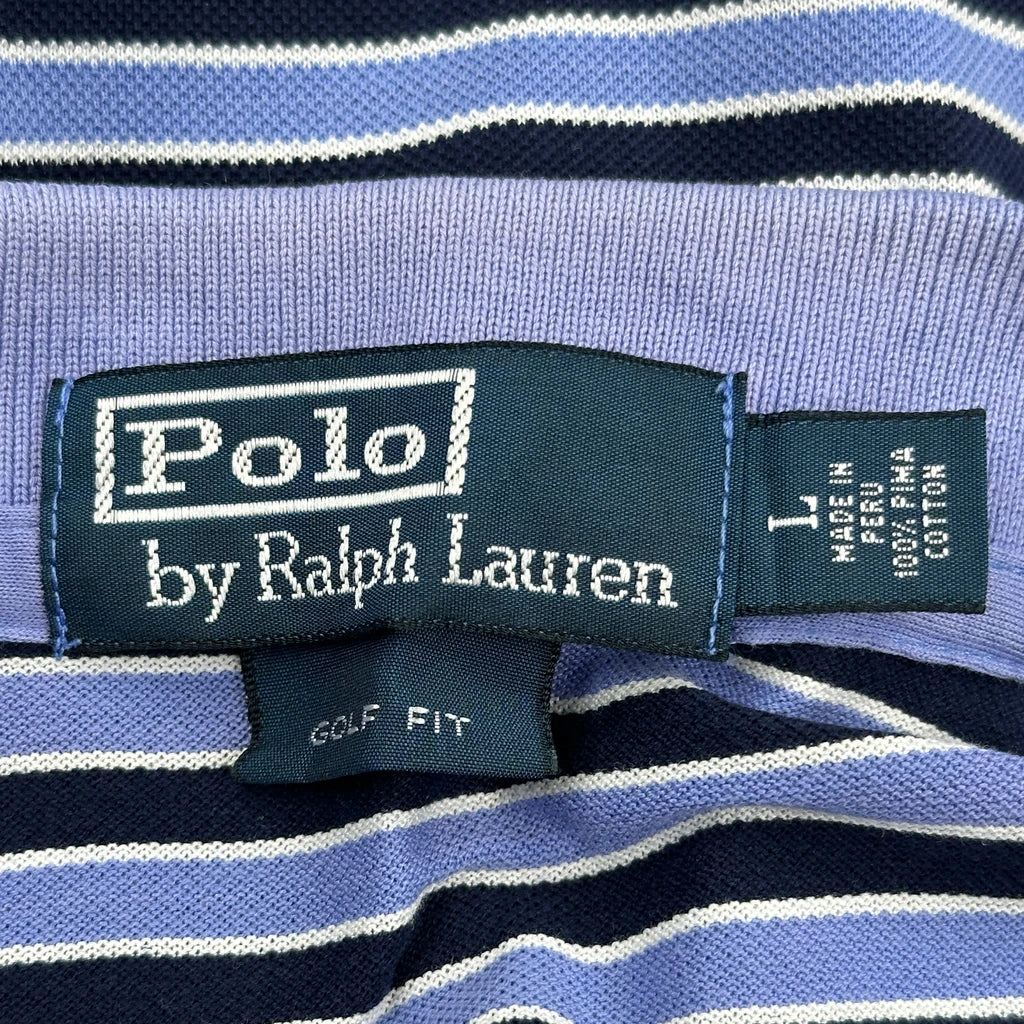 Polo
by Ralph Lauren
L
MADE IN
PERU
100% PIMA
COTTON
GOLF FIT